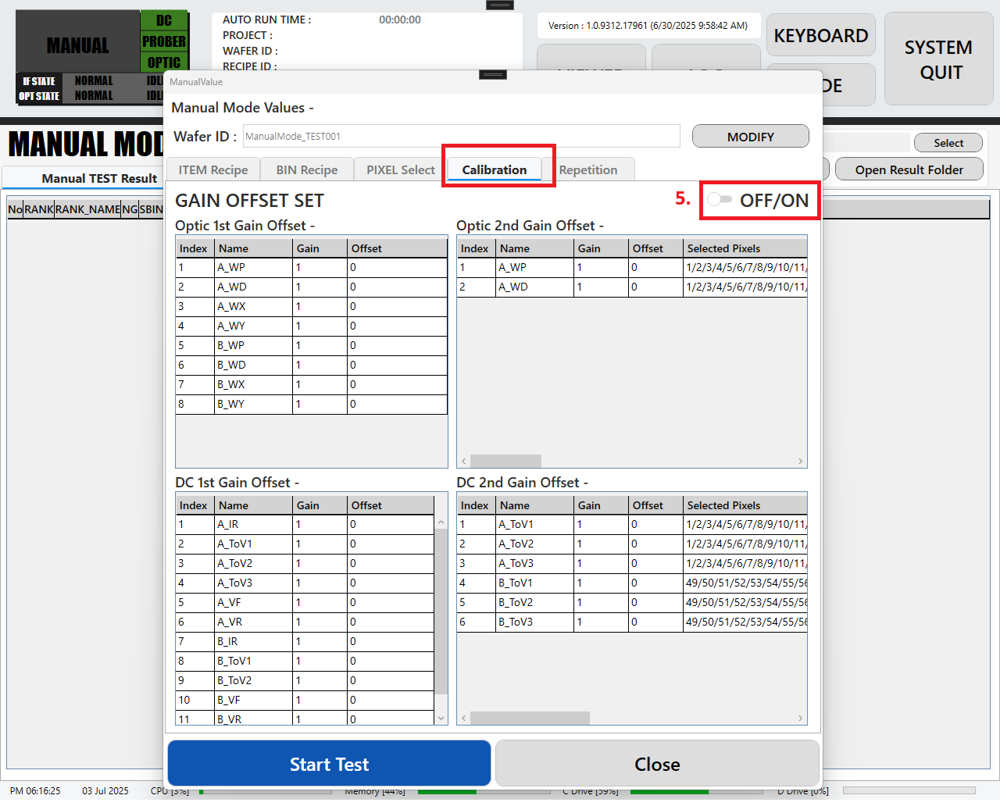 MANUAL
DC
PROBER
OPTIC
IF STATE NORMAL
OPT STATE NORMAL
AUTO RUN TIME : 00:00:00
PROJECT :
WAFER ID :
RECIPE ID :
Version : 1.0.9312.17961 (6/30/2025 9:58:42 AM)
KEYBOARD
SYSTEM
QUIT
ManualValue
Manual Mode Values -
Wafer ID : ManualMode_TEST001 MODIFY
MANUAL MOD
Select
ITEM Recipe BIN Recipe PIXEL Select Calibration Repetition
Open Result Folder
Manual TEST Result
GAIN OFFSET SET 5. OFF/ON
No RANK RANK_NAME NG SBIN
Optic 1st Gain Offset -
Index Name Gain Offset
1 A_WP 1 0
2 A_WD 1 0
3 A_WX 1 0
4 A_WY 1 0
5 B_WP 1 0
6 B_WD 1 0
7 B_WX 1 0
8 B_WY 1 0
Optic 2nd Gain Offset -
Index Name Gain Offset Selected Pixels
1 A_WP 1 0 1/2/3/4/5/6/7/8/9/10/11/
2 A_WD 1 0 1/2/3/4/5/6/7/8/9/10/11/
DC 1st Gain Offset -
Index Name Gain Offset
1 A_IR 1 0
2 A_ToV1 1 0
3 A_ToV2 1 0
4 A_ToV3 1 0
5 A_VF 1 0
6 A_VR 1 0
7 B_IR 1 0
8 B_ToV1 1 0
9 B_ToV2 1 0
10 B_VF 1 0
11 B_VR 1 0
DC 2nd Gain Offset -
Index Name Gain Offset Selected Pixels
1 A_ToV1 1 0 1/2/3/4/5/6/7/8/9/10/11/
2 A_ToV2 1 0 1/2/3/4/5/6/7/8/9/10/11/
3 A_ToV3 1 0 1/2/3/4/5/6/7/8/9/10/11/
4 B_ToV1 1 0 49/50/51/52/53/54/55/56
5 B_ToV2 1 0 49/50/51/52/53/54/55/56
6 B_ToV3 1 0 49/50/51/52/53/54/55/56
Start Test Close
PM 06:16:25 03 Jul 2025 CPU [3%] Memory [44%] C Drive [59%] D Drive [0%]